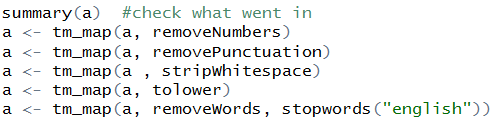 summary(a)  #check what went in
a <- tm_map(a, removeNumbers)
a <- tm_map(a, removePunctuation)
a <- tm_map(a , stripWhitespace)
a <- tm_map(a, tolower)
a <- tm_map(a, removeWords, stopwords("english"))